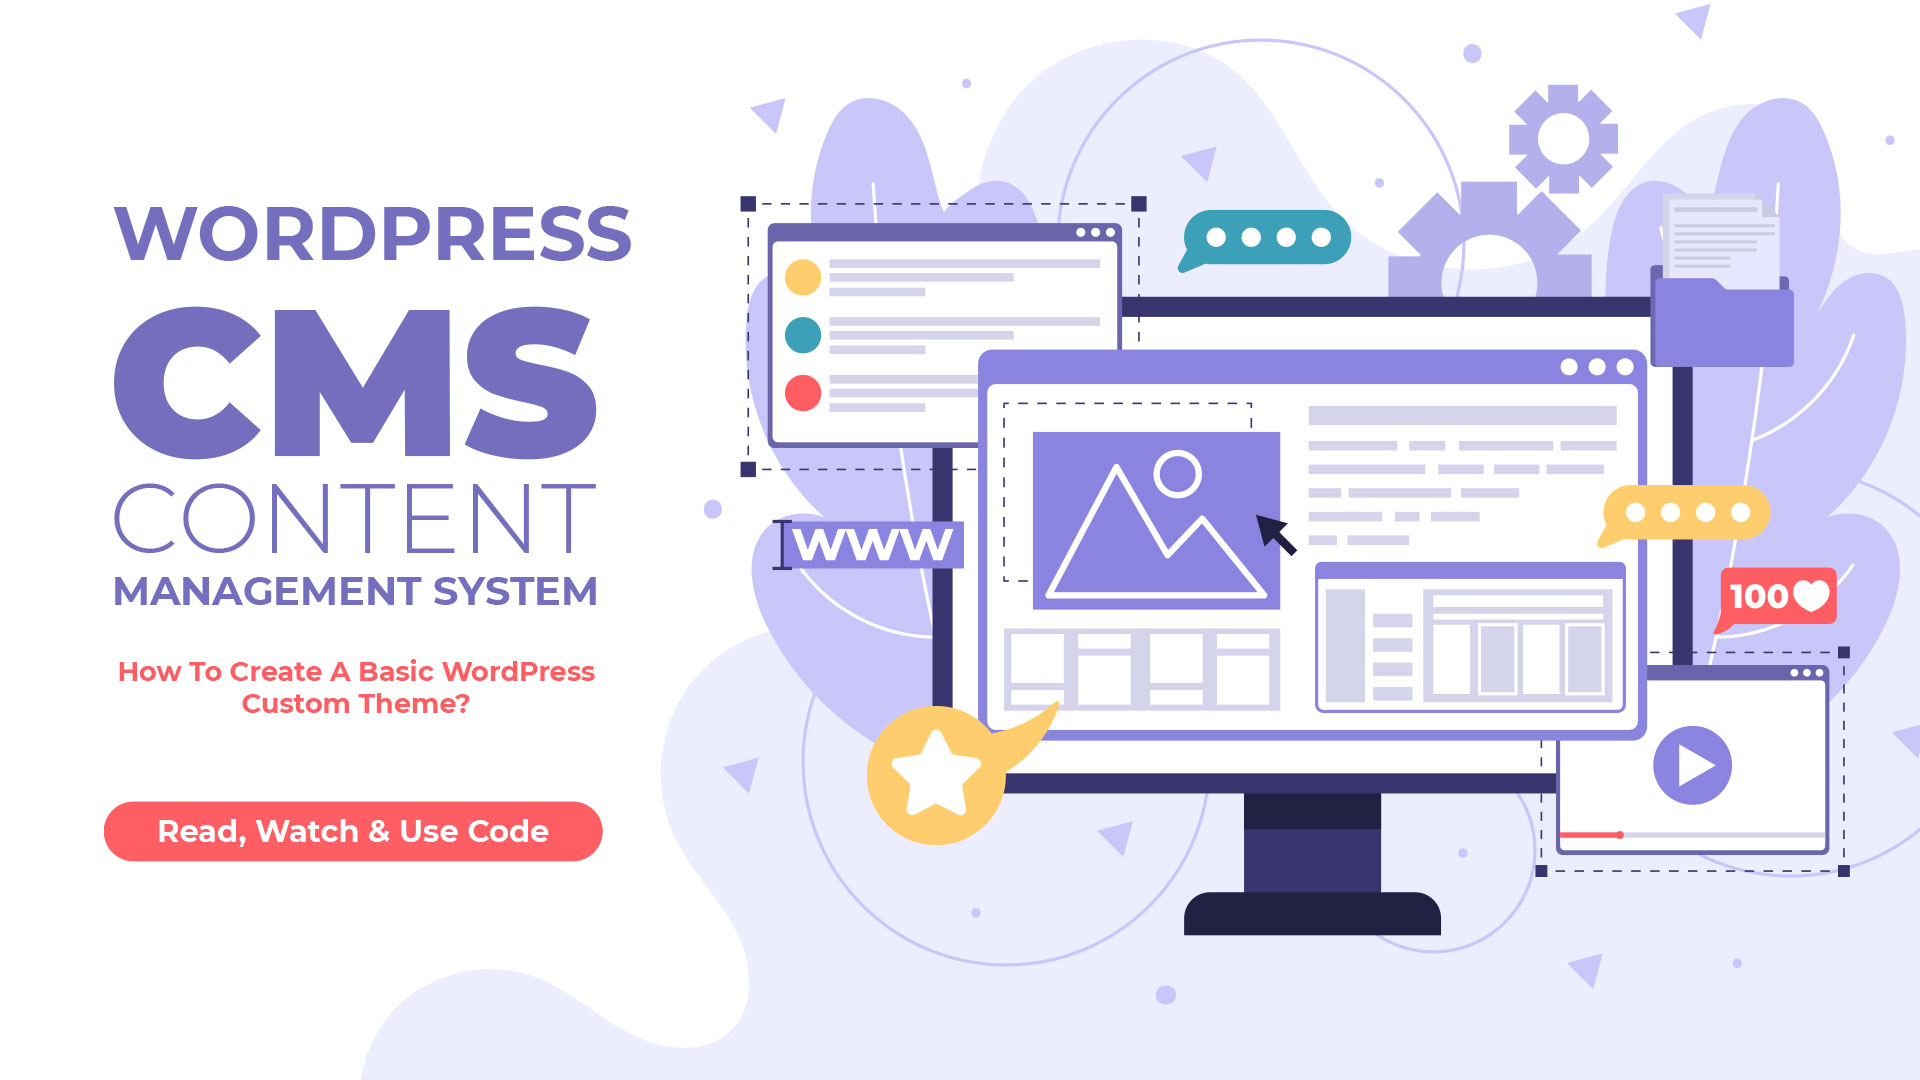 WORDPRESS
CMS
CONTENT
MANAGEMENT SYSTEM
How To Create A Basic WordPress
Custom Theme?
Read, Watch & Use Code
WWW
100